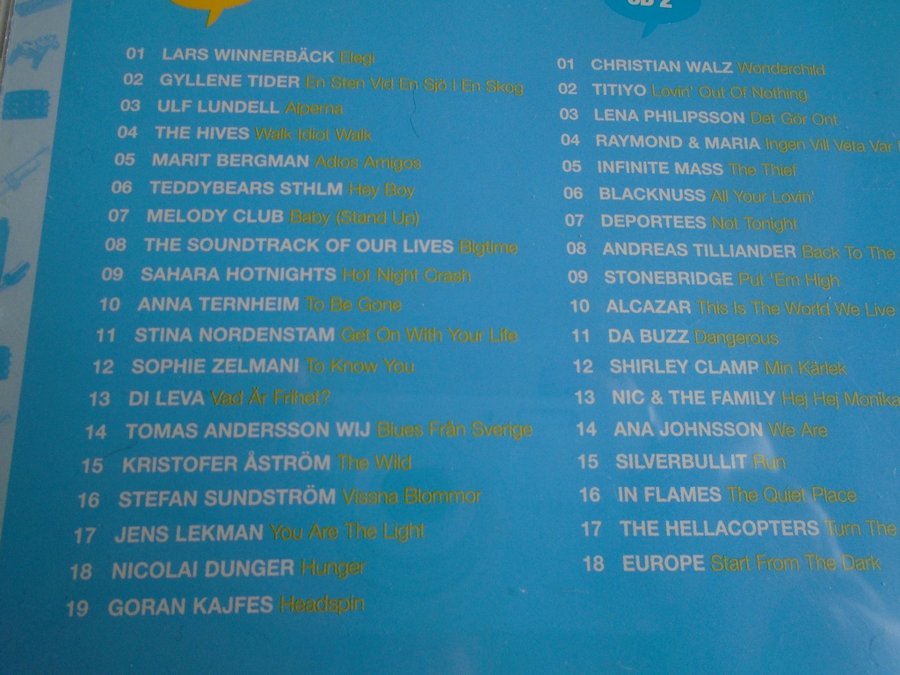 01 LARS WINNERBÄCK Elegi
02 GYLLENE TIDER En Sten Vid En Sjö I En Skog
03 ULF LUNDELL Alperna
04 THE HIVES Walk Idiot Walk
05 MARIT BERGMAN Adios Amigos
06 TEDDYBEARS STHLM Hey Boy
07 MELODY CLUB Baby (Stand Up)
08 THE SOUNDTRACK OF OUR LIVES Bigtime
09 SAHARA HOTNIGHTS Hot Night Crash
10 ANNA TERNHEIM To Be Gone
11 STINA NORDENSTAM Get On With Your Life
12 SOPHIE ZELMANI To Know You
13 DI LEVA Vad Är Frihet?
14 TOMAS ANDERSSON WIJ Blues Från Sverige
15 KRISTOFER ÅSTRÖM The Wild
16 STEFAN SUNDSTRÖM Vissna Blommor
17 JENS LEKMAN You Are The Light
18 NICOLAI DUNGER Hunger
19 GORAN KAJFES Headspin
CD 2
01 CHRISTIAN WALZ Wonderchild
02 TITIYO Lovin' Out Of Nothing
03 LENA PHILIPSSON Det Gör Ont
04 RAYMOND & MARIA Ingen Vill Veta Var
05 INFINITE MASS The Thief
06 BLACKNUSS All Your Lovin'
07 DEPORTEES Not Tonight
08 ANDREAS TILLIANDER Back To The
09 STONEBRIDGE Put 'Em High
10 ALCAZAR This Is The World We Live
11 DA BUZZ Dangerous
12 SHIRLEY CLAMP Min Kärlek
13 NIC & THE FAMILY Hej Hej Monika
14 ANA JOHNSSON We Are
15 SILVERBULLIT Run
16 IN FLAMES The Quiet Place
17 THE HELLACOPTERS Turn The
18 EUROPE Start From The Dark